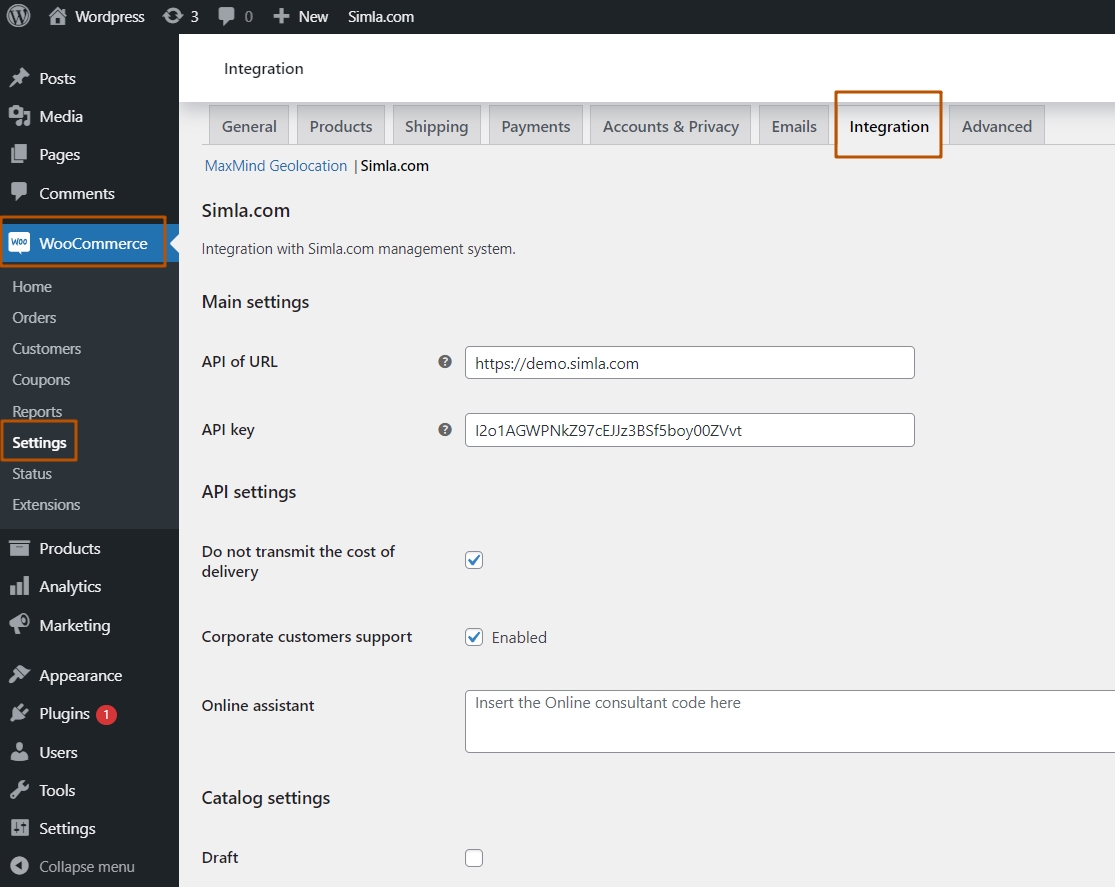 Wordpress 3 0 New Simla.com
Posts
Media
Pages
Comments
Woo WooCommerce
Home
Orders
Customers
Coupons
Reports
Settings
Status
Extensions
Products
Analytics
Marketing
Appearance
Plugins 1
Users
Tools
Settings
Collapse menu
Integration
General Products Shipping Payments Accounts & Privacy Emails Integration Advanced
MaxMind Geolocation | Simla.com
Simla.com
Integration with Simla.com management system.
Main settings
API of URL ? https://demo.simla.com
API key ? I2o1AGWPNkZ97cEJJz3BSf5boy00ZVvt
API settings
Do not transmit the cost of
delivery
Corporate customers support Enabled
Online assistant Insert the Online consultant code here
Catalog settings
Draft